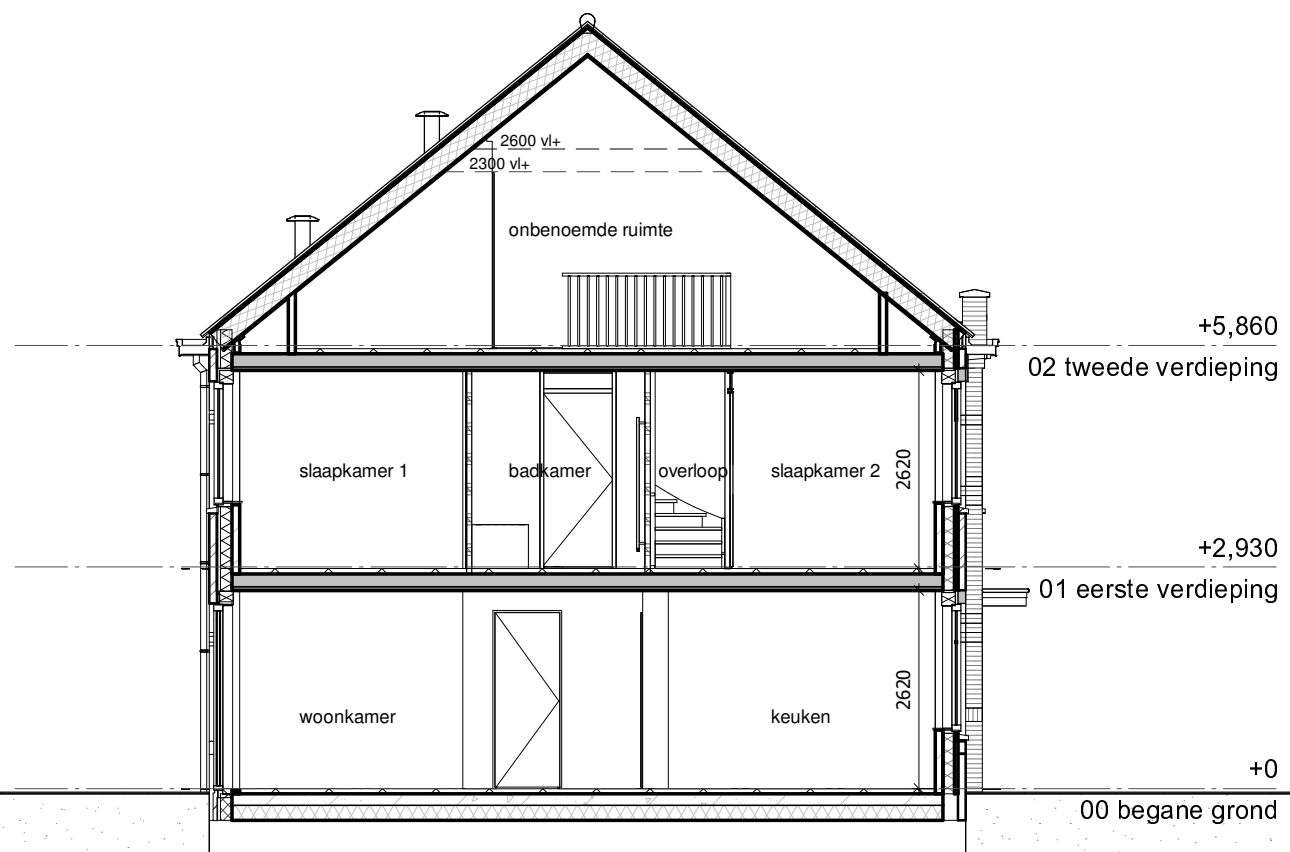 2600 vl+
2300 vl+
onbenoemde ruimte
+5,860
02 tweede verdieping
slaapkamer 1
badkamer
overloop
slaapkamer 2
2620
+2,930
01 eerste verdieping
2620
woonkamer
keuken
+0
00 begane grond